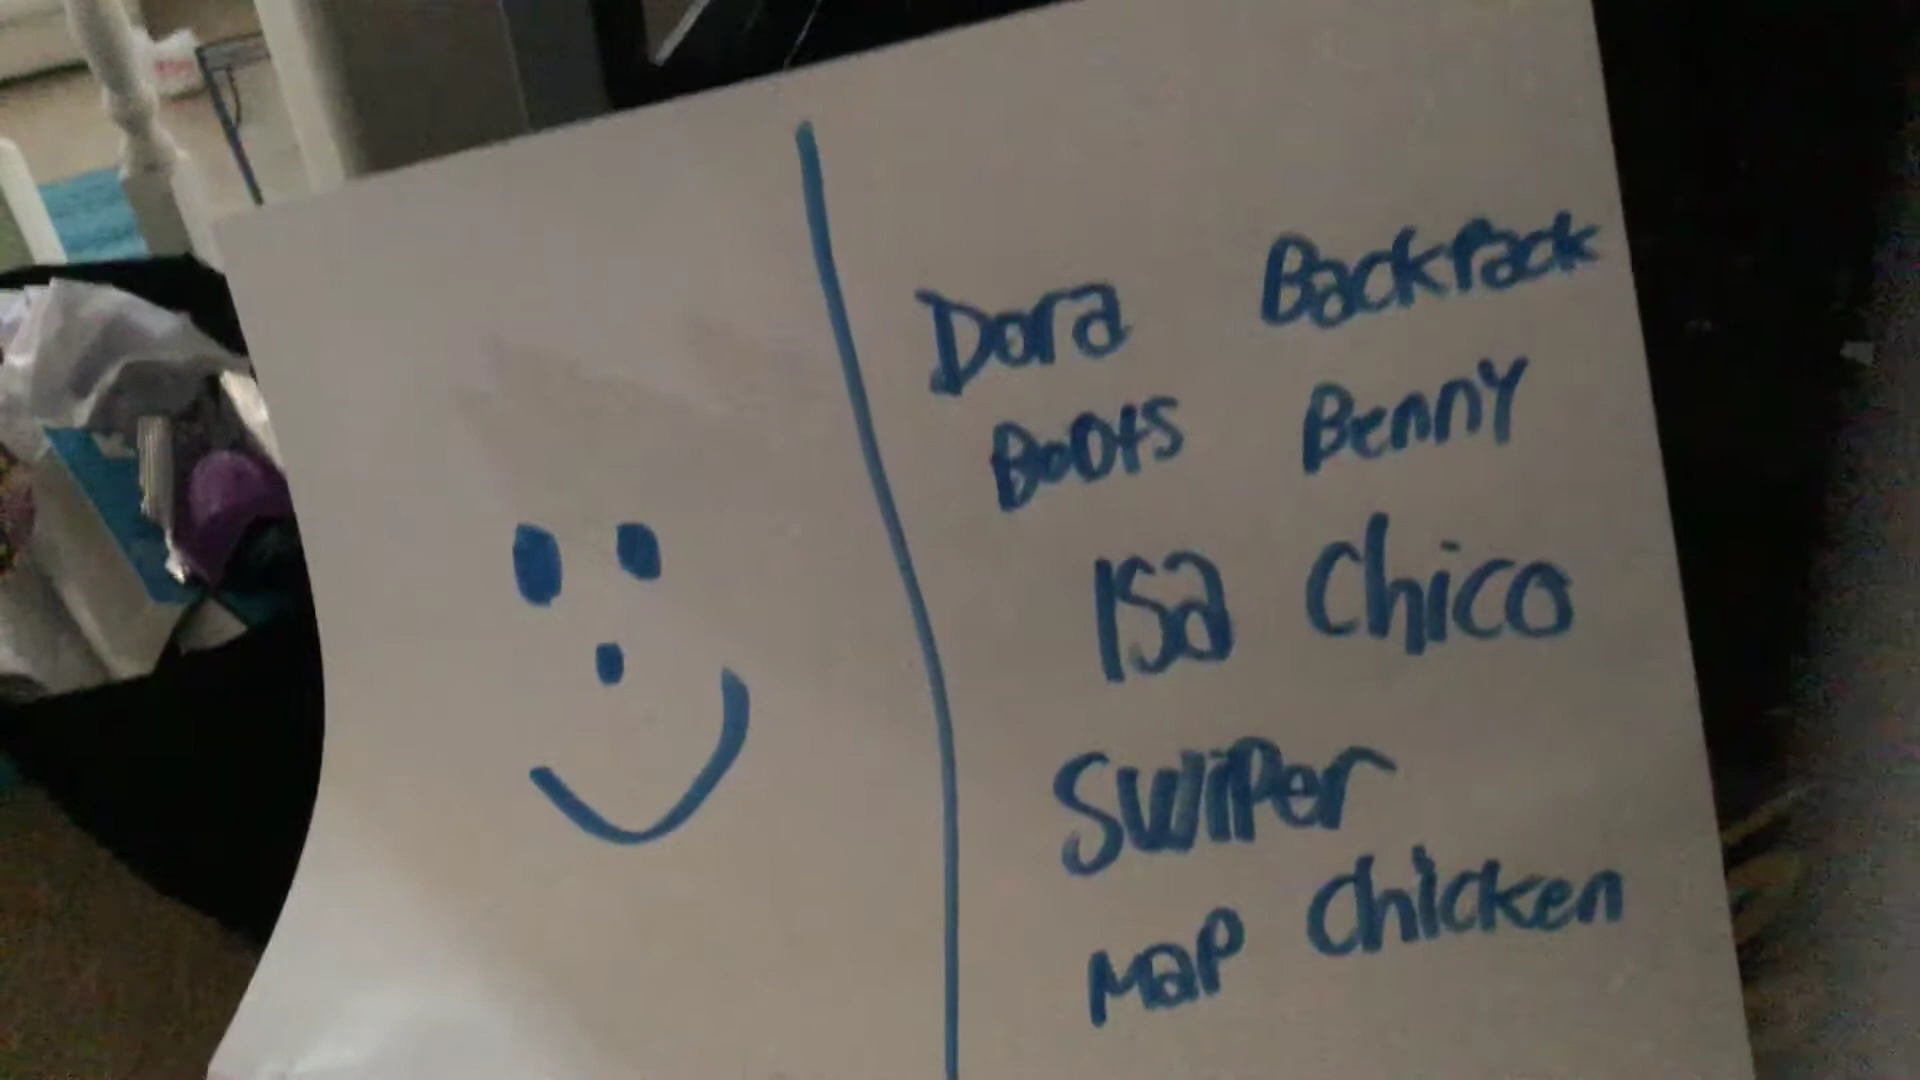 Dora Backpack
Boots Benny
Isa Chico
Swiper
Map Chicken